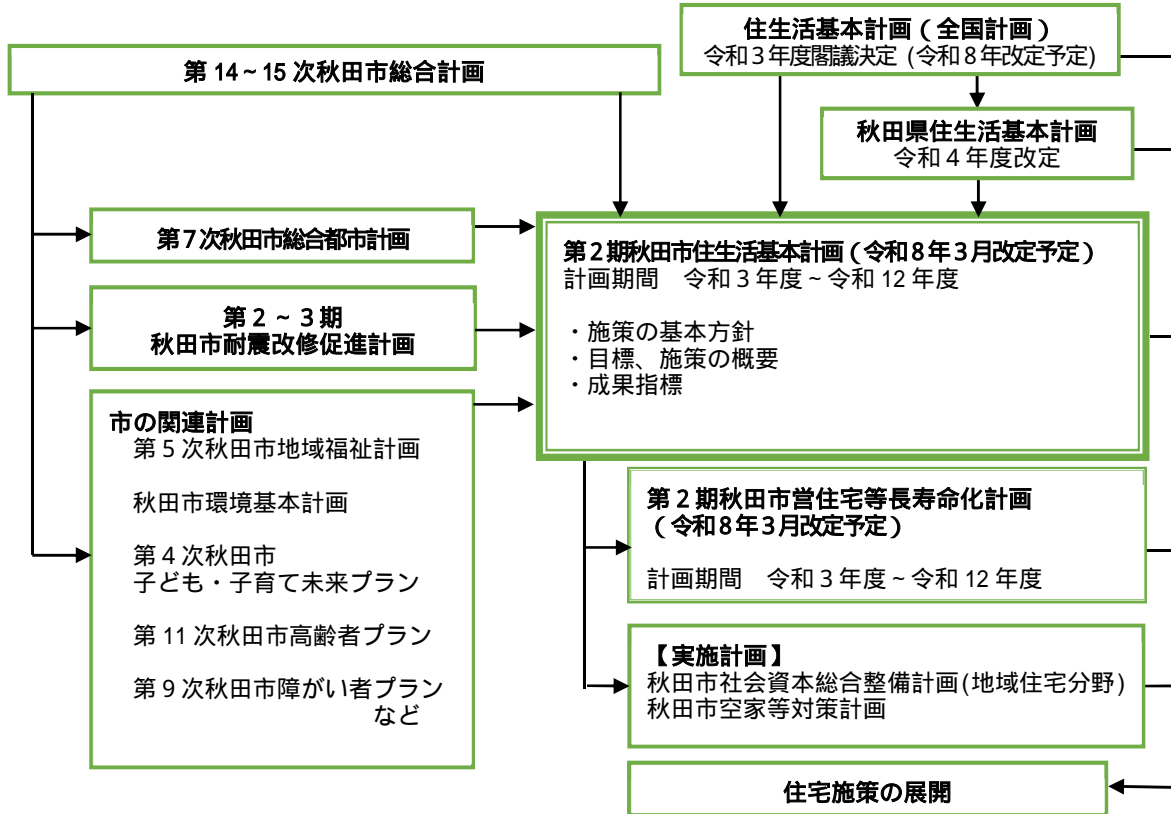 第14~15次秋田市総合計画
住生活基本計画(全国計画)
令和3年度閣議決定(令和8年改定予定)
秋田県住生活基本計画
令和4年度改定
第7次秋田市総合都市計画
第2~3期
秋田市耐震改修促進計画
市の関連計画
第5次秋田市地域福祉計画
秋田市環境基本計画
第4次秋田市
子ども・子育て未来プラン
第11次秋田市高齢者プラン
第9次秋田市障がい者プラン
など
第2期秋田市住生活基本計画(令和8年3月改定予定)
計画期間 令和3年度~令和12年度
・施策の基本方針
・目標、施策の概要
・成果指標
第2期秋田市営住宅等長寿命化計画
(令和8年3月改定予定)
計画期間 令和3年度~令和12年度
【実施計画】
秋田市社会資本総合整備計画(地域住宅分野)
秋田市空家等対策計画
住宅施策の展開